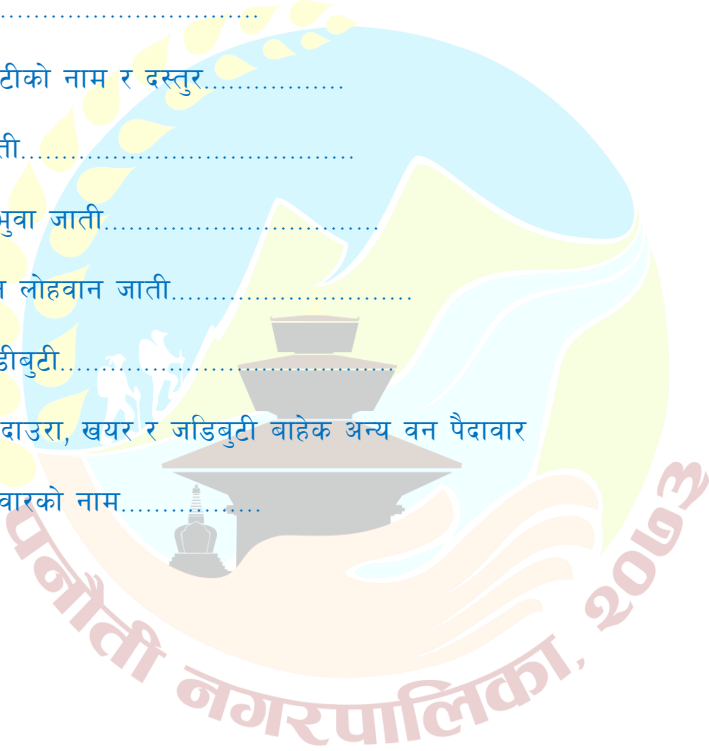 ..............................
टीको नाम र दस्तुर.................
ती........................................
भुवा जाती.................................
न लोहवान जाती.............................
डीबुटी........................................
दाउरा, खयर र जडिबुटी बाहेक अन्य वन पैदावार
वारको नाम.................
पनौती नगरपालिका, २०७३